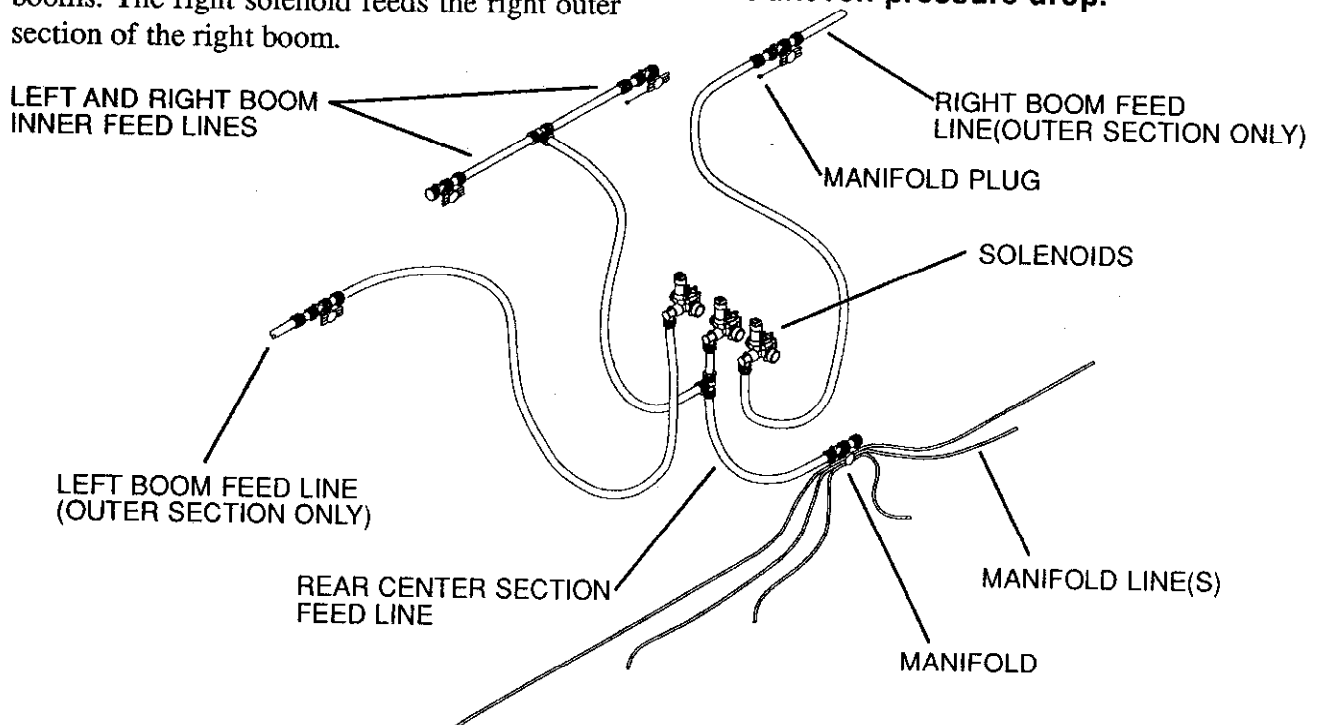 booms. The right solenoid feeds the right outer
section of the right boom.
pressure drop.
LEFT AND RIGHT BOOM
INNER FEED LINES
RIGHT BOOM FEED
LINE(OUTER SECTION ONLY)
MANIFOLD PLUG
SOLENOIDS
LEFT BOOM FEED LINE
(OUTER SECTION ONLY)
REAR CENTER SECTION
FEED LINE
MANIFOLD LINE(S)
MANIFOLD